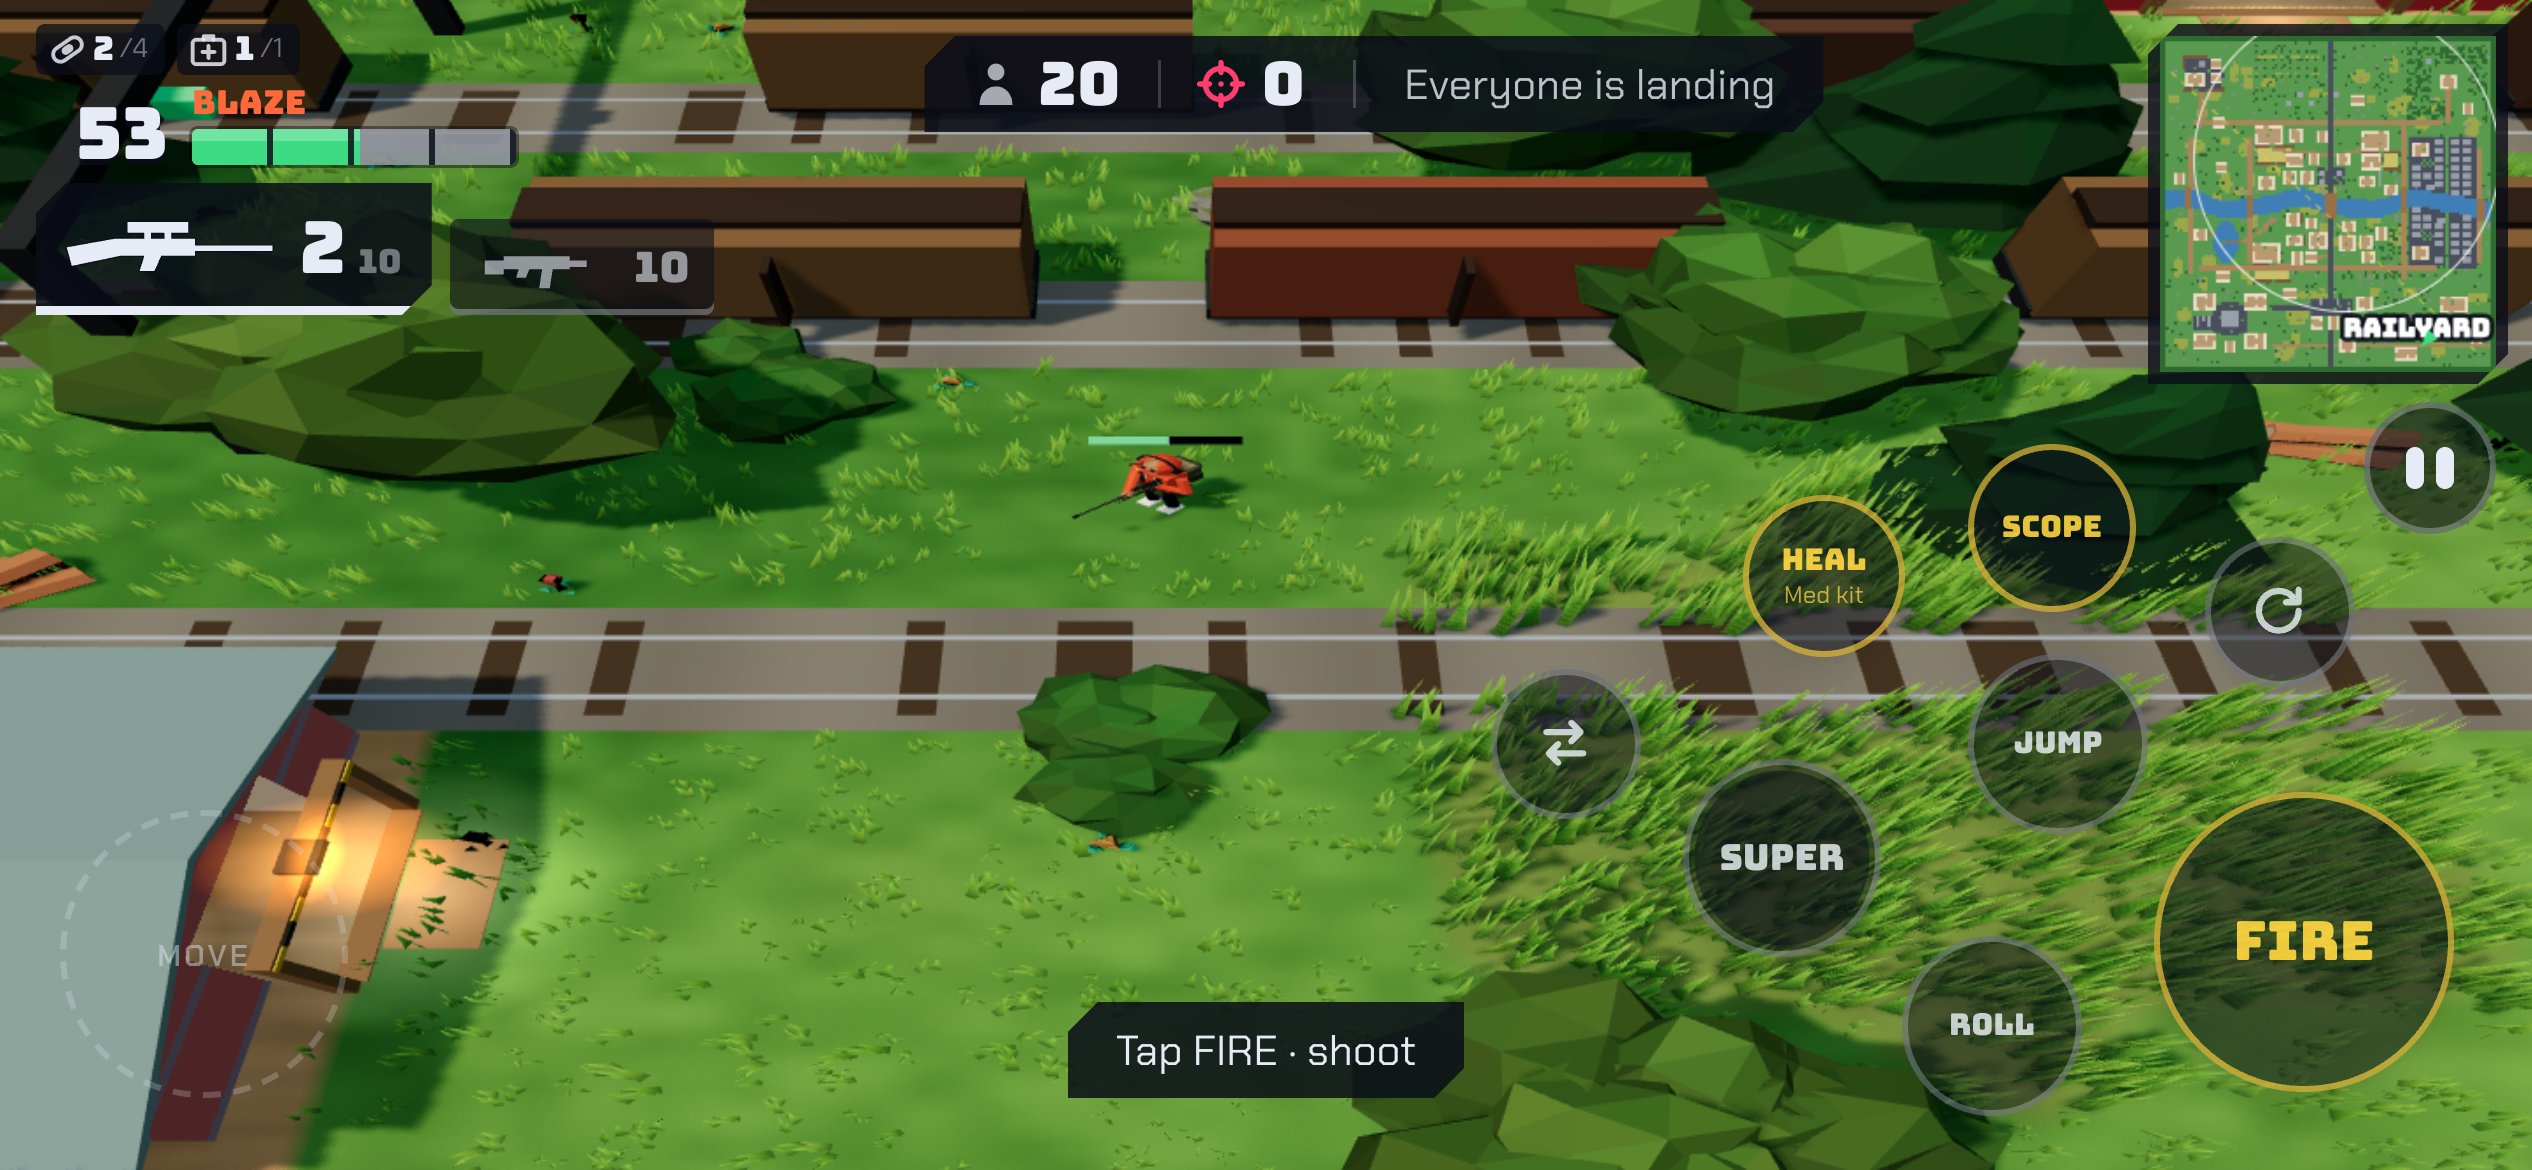 2/4 1/1
BLAZE
53
2 10
10
20 0 Everyone is landing
RAILYARD
SCOPE
HEAL
Med kit
JUMP
SUPER
FIRE
MOVE
ROLL
Tap FIRE · shoot